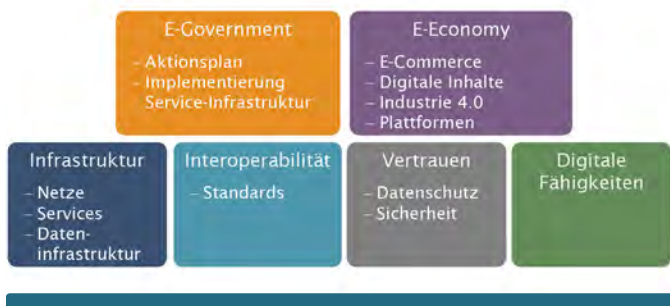 E-Government
– Aktionsplan
– Implementierung
Service-Infrastruktur
E-Economy
– E-Commerce
– Digitale Inhalte
– Industrie 4.0
– Plattformen
Infrastruktur
– Netze
– Services
– Daten-
infrastruktur
Interoperabilität
– Standards
Vertrauen
– Datenschutz
– Sicherheit
Digitale
Fähigkeiten